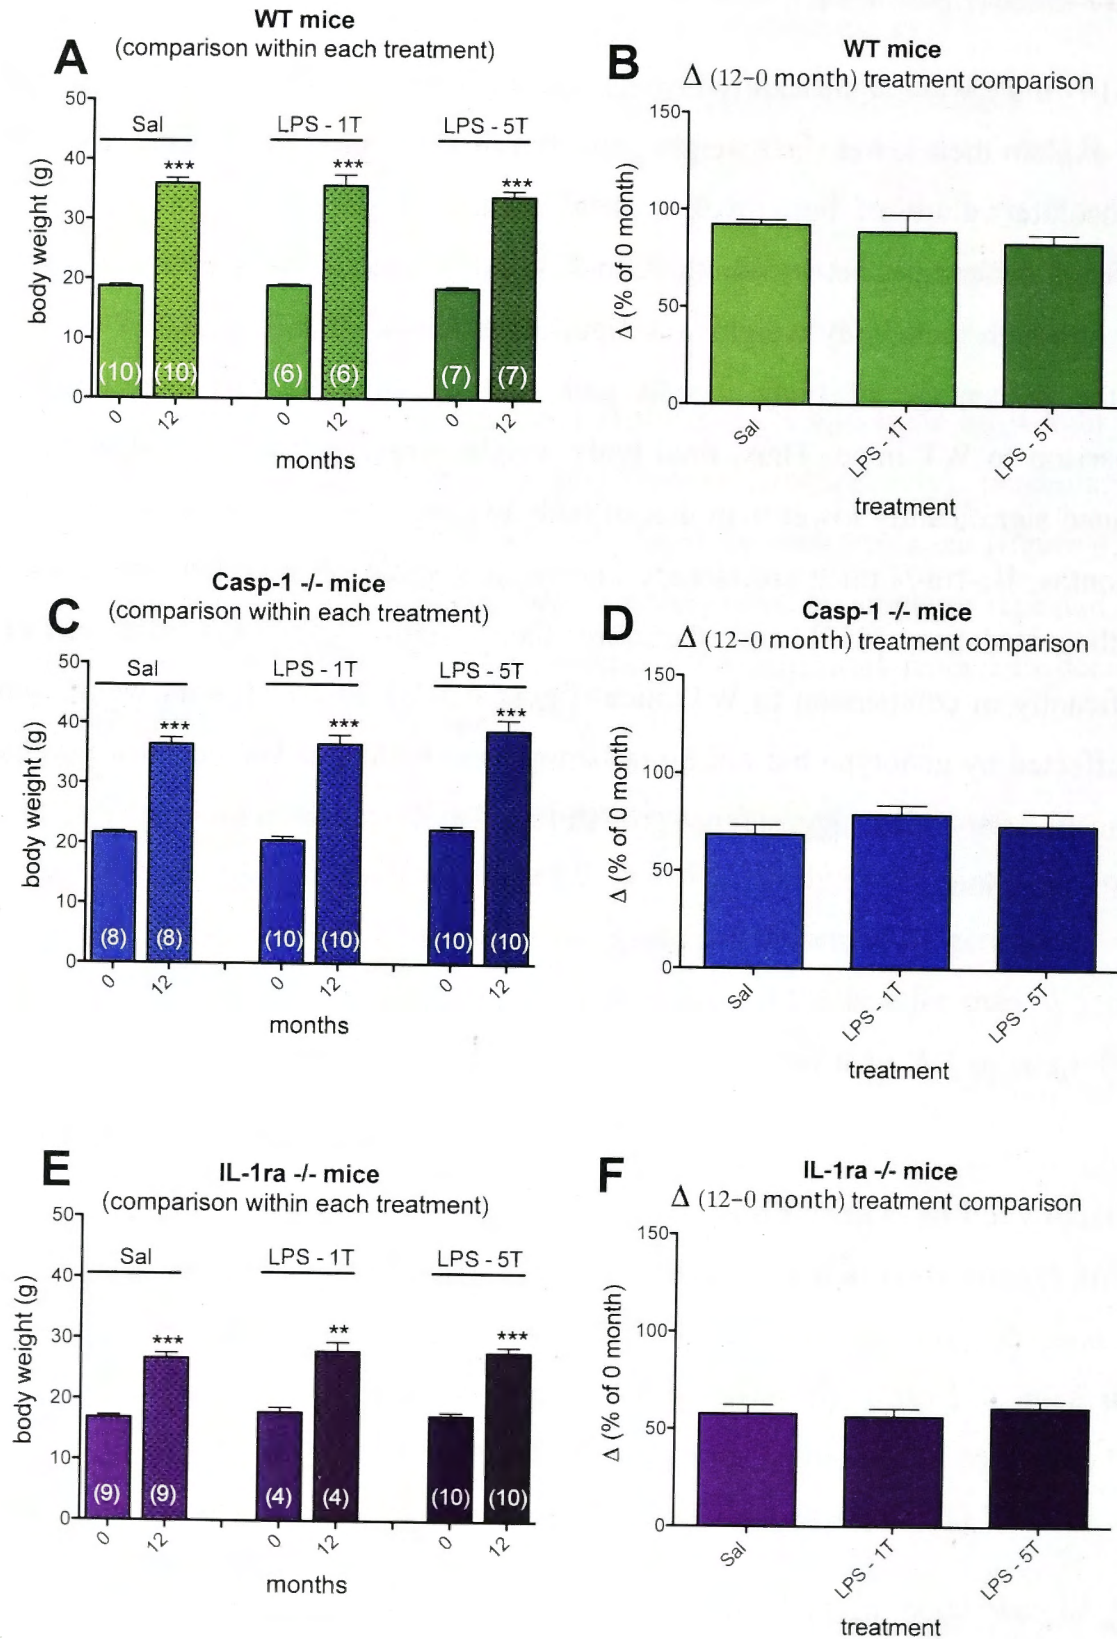 A
WT mice
(comparison within each treatment)
50
40
30
20
10
0
body weight (g)
Sal
LPS - 1T
LPS - 5T
***
***
***
(10)
(10)
(6)
(6)
(7)
(7)
0
12
0
12
0
12
months
B
WT mice
Δ (12-0 month) treatment comparison
150
100
50
0
Δ (% of 0 month)
Sal
LPS - 1T
LPS - 5T
treatment
C
Casp-1 -/- mice
(comparison within each treatment)
50
40
30
20
10
0
body weight (g)
Sal
LPS - 1T
LPS - 5T
***
***
***
(8)
(8)
(10)
(10)
(10)
(10)
0
12
0
12
0
12
months
D
Casp-1 -/- mice
Δ (12-0 month) treatment comparison
150
100
50
0
Δ (% of 0 month)
Sal
LPS - 1T
LPS - 5T
treatment
E
IL-1ra -/- mice
(comparison within each treatment)
50
40
30
20
10
0
body weight (g)
Sal
LPS - 1T
LPS - 5T
***
**
***
(9)
(9)
(4)
(4)
(10)
(10)
0
12
0
12
0
12
months
F
IL-1ra -/- mice
Δ (12-0 month) treatment comparison
150
100
50
0
Δ (% of 0 month)
Sal
LPS - 1T
LPS - 5T
treatment